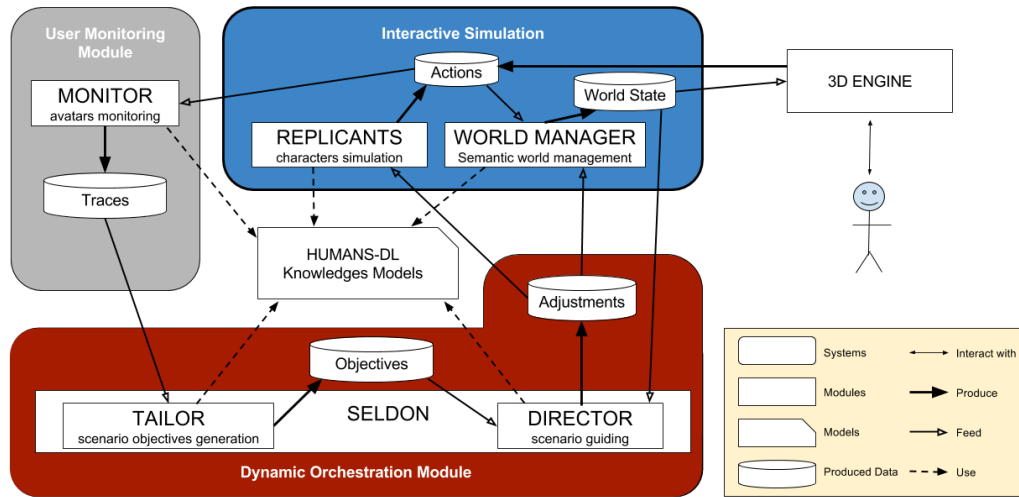 User Monitoring
Module
MONITOR
avatars monitoring
Traces
Interactive Simulation
Actions
World State
REPLICANTS
characters simulation
WORLD MANAGER
Semantic world management
3D ENGINE
HUMANS-DL
Knowledges Models
Adjustments
Objectives
TAILOR
scenario objectives generation
SELDON
DIRECTOR
scenario guiding
Dynamic Orchestration Module
Systems
Interact with
Modules
Produce
Models
Feed
Produced Data
Use